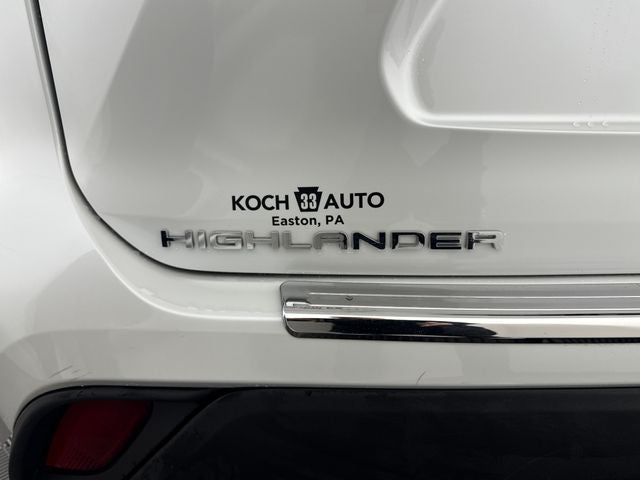 KOCH 33 AUTO
Easton, PA
HIGHLANDER